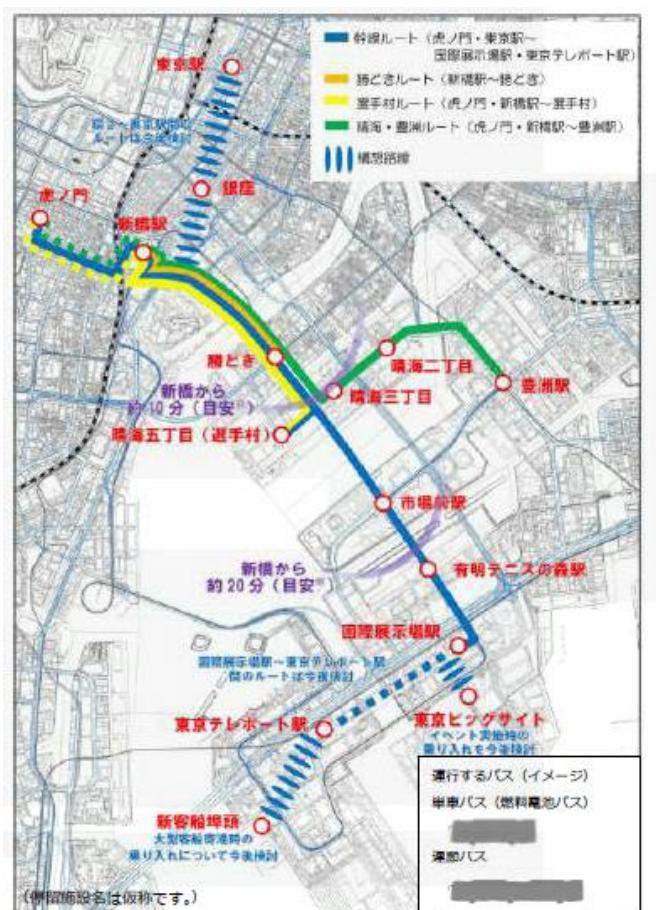 幹線ルート（虎ノ門・東京駅～
国際展示場駅・東京テレポート駅）
勝どきルート（新橋駅～勝どき）
選手村ルート（虎ノ門・新橋駅～選手村）
晴海・豊洲ルート（虎ノ門・新橋駅～豊洲駅）
構想路線
東京駅
ルートは今後検討
銀座
虎ノ門
新橋駅
勝どき
晴海二丁目
晴海三丁目
豊洲駅
新橋から
約10分（目安※）
晴海五丁目（選手村）
市場前駅
新橋から
約20分（目安※）
有明テニスの森駅
国際展示場駅
国際展示場駅～東京テレポート駅
間のルートは今後検討
東京テレポート駅
東京ビッグサイト
イベント実施時の
乗り入れを今後検討
新客船埠頭
大型客船寄港時の
乗り入れについて今後検討
運行するバス（イメージ）
単車バス（燃料電池バス）
連節バス
（停留施設名は仮称です。）